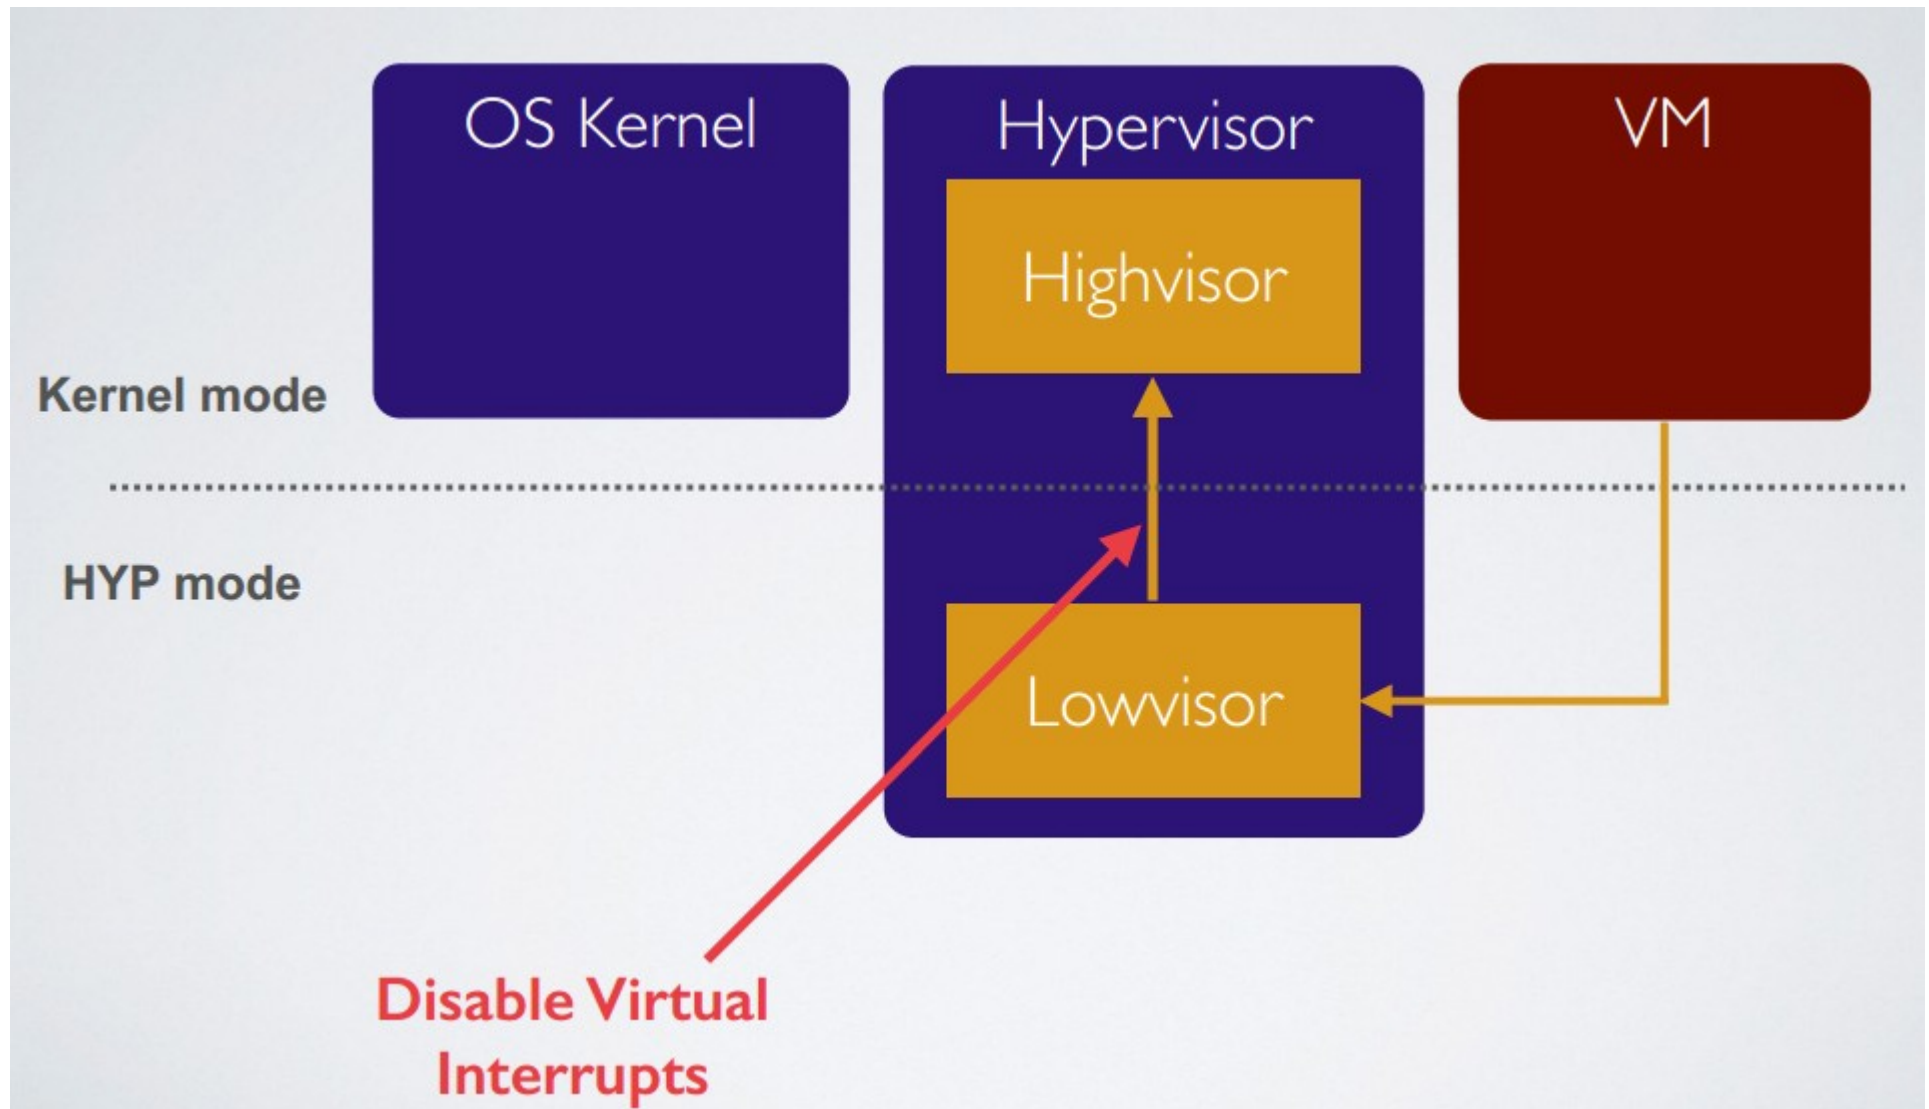 OS Kernel
Hypervisor
VM
Highvisor
Kernel mode
HYP mode
Lowvisor
Disable Virtual
Interrupts